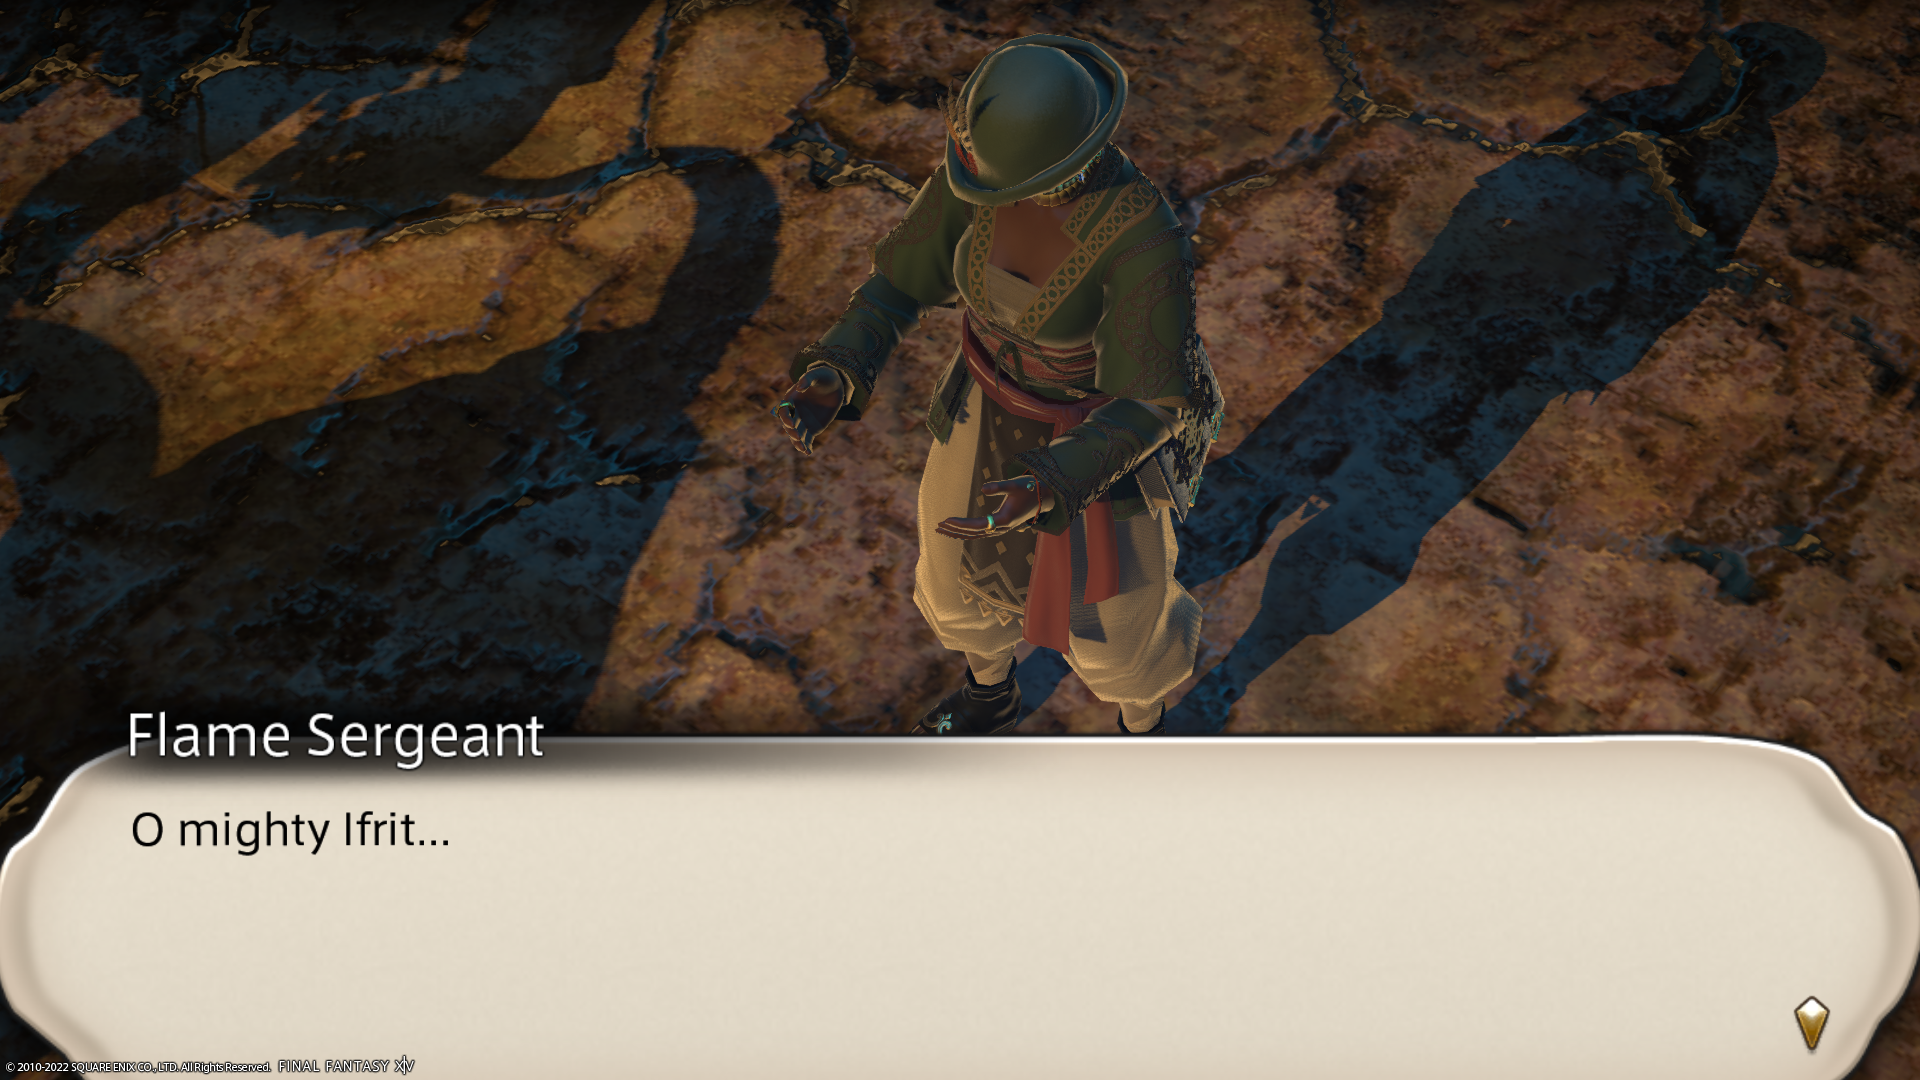 Flame Sergeant
O mighty Ifrit...
© 2010-2022 SQUARE ENIX CO., LTD. All Rights Reserved. FINAL FANTASY XIV